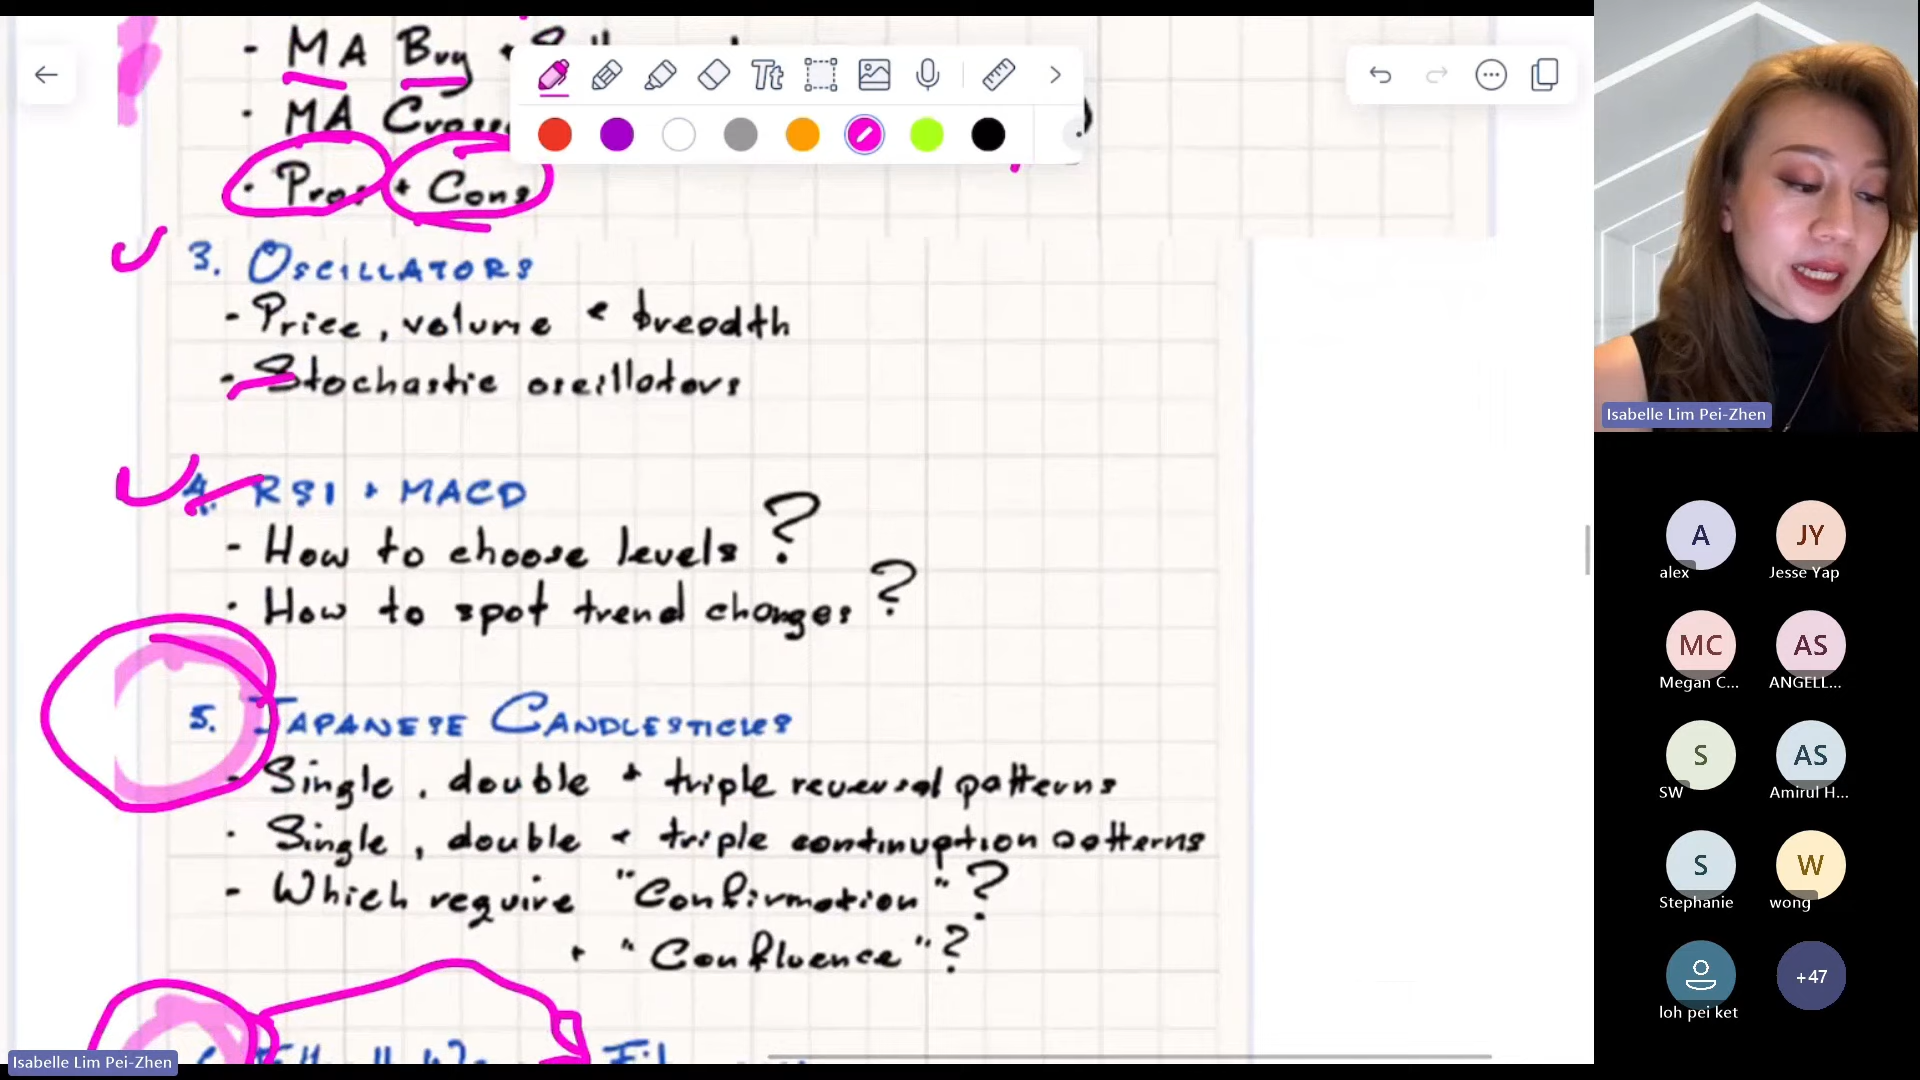 - MA Buy +
Tt
· MA Cross
· Pros + Cons
3. OSCILLATORS
- Price, volume & breadth
- Stochastic oscillators
4. RSI + MACD
- How to choose levels ?
· How to spot trend changes ?
5. JAPANESE CANDLESTICKS
- Single, double + triple reversal patterns
· Single, double & triple continuation patterns
- Which require "Confirmation" ?
+ "Confluence" ?
Isabelle Lim Pei-Zhen
Isabelle Lim Pei-Zhen
A
alex
JY
Jesse Yap
MC
Megan C...
AS
ANGELL...
S
SW
AS
Amirul H...
S
Stephanie
W
wong
loh pei ket
+47